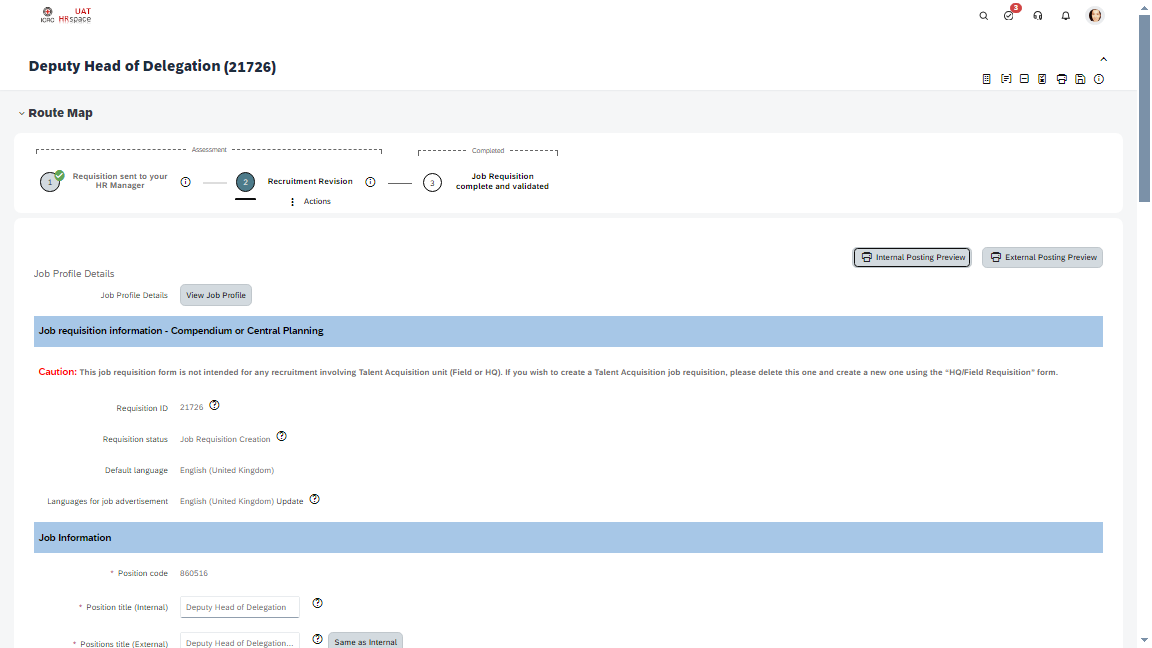 UAT
ICRC HRspace
3
Deputy Head of Delegation (21726)
Route Map
Assessment
Completed
1
Requisition sent to your
HR Manager
2
Recruitment Revision
Actions
3
Job Requisition
complete and validated
Internal Posting Preview
External Posting Preview
Job Profile Details
Job Profile Details View Job Profile
Job requisition information - Compendium or Central Planning
Caution: This job requisition form is not intended for any recruitment involving Talent Acquisition unit (Field or HQ). If you wish to create a Talent Acquisition job requisition, please delete this one and create a new one using the “HQ/Field Requisition” form.
Requisition ID 21726
Requisition status Job Requisition Creation
Default language English (United Kingdom)
Languages for job advertisement English (United Kingdom) Update
Job Information
* Position code 860516
* Position title (Internal) Deputy Head of Delegation
* Positions title (External) Deputy Head of Delegation... Same as Internal